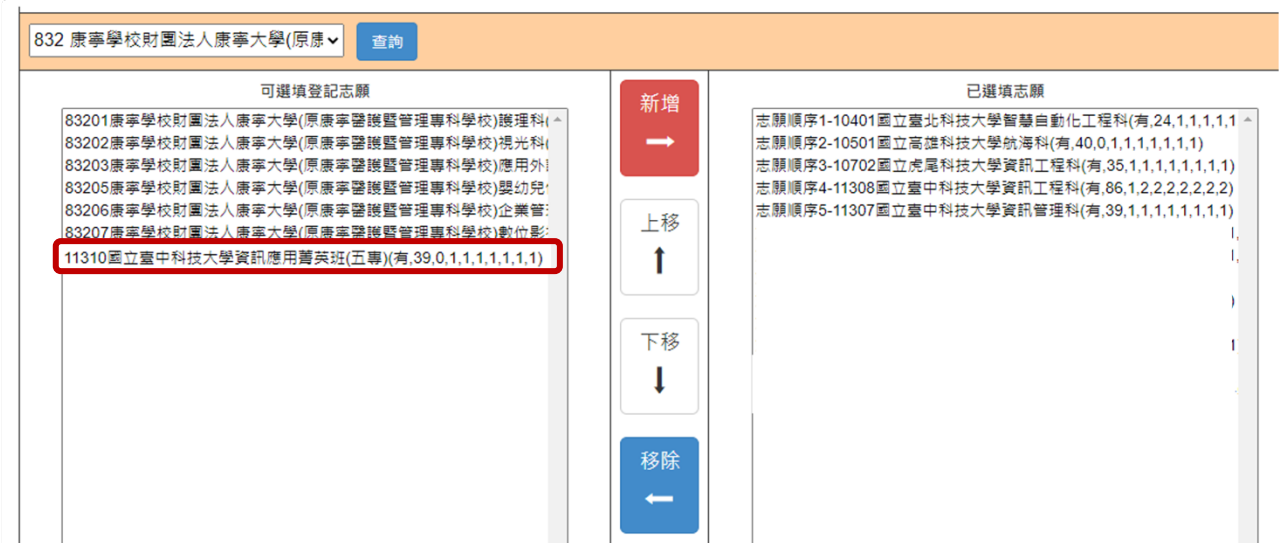 832 康寧學校財團法人康寧大學(原康
查詢
可選填登記志願
83201康寧學校財團法人康寧大學(原康寧醫護暨管理專科學校)護理科(
83202康寧學校財團法人康寧大學(原康寧醫護暨管理專科學校)視光科(
83203康寧學校財團法人康寧大學(原康寧醫護暨管理專科學校)應用外
83205康寧學校財團法人康寧大學(原康寧醫護暨管理專科學校)嬰幼兒
83206康寧學校財團法人康寧大學(原康寧醫護暨管理專科學校)企業管
83207康寧學校財團法人康寧大學(原康寧醫護暨管理專科學校)數位影
11310國立臺中科技大學資訊應用菁英班(五專)(有,39,0,1,1,1,1,1,1,1)
新增
上移
下移
移除
已選填志願
志願順序1-10401國立臺北科技大學智慧自動化工程科(有,24,1,1,1,1,1
志願順序2-10501國立高雄科技大學航海科(有,40,0,1,1,1,1,1,1,1)
志願順序3-10702國立虎尾科技大學資訊工程科(有,35,1,1,1,1,1,1,1,1)
志願順序4-11308國立臺中科技大學資訊工程科(有,86,1,2,2,2,2,2,2,2)
志願順序5-11307國立臺中科技大學資訊管理科(有,39,1,1,1,1,1,1,1,1)